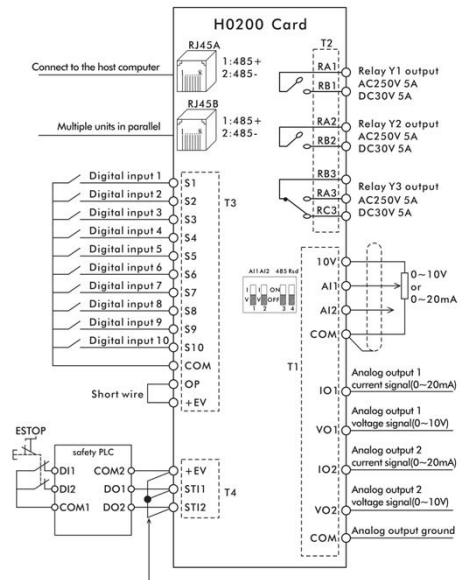 H0200 Card
RJ45A
1:485+
2:485-
Connect to the host computer
RJ45B
1:485+
2:485-
Multiple units in parallel
T2
RA1
RB1
Relay Y1 output
AC250V 5A
DC30V 5A
RA2
RB2
Relay Y2 output
AC250V 5A
DC30V 5A
RB3
RA3
RC3
Relay Y3 output
AC250V 5A
DC30V 5A
Digital input 1 S1
Digital input 2 S2
Digital input 3 S3
Digital input 4 S4
Digital input 5 S5
Digital input 6 S6
Digital input 7 S7
Digital input 8 S8
Digital input 9 S9
Digital input 10 S10
COM
T3
Short wire
OP
+EV
AI1 AI2 485 Rsd
I I ON
V V OFF
1 2 3 4
10V
AI1
AI2
COM
0~10V
or
0~20mA
T1
IO1
Analog output 1
current signal(0~20mA)
VO1
Analog output 1
voltage signal(0~10V)
IO2
Analog output 2
current signal(0~20mA)
VO2
Analog output 2
voltage signal(0~10V)
COM
Analog output ground
ESTOP
E
safety PLC
DI1 COM2
DI2 DO1
COM1 DO2
+EV
STI1
STI2
T4